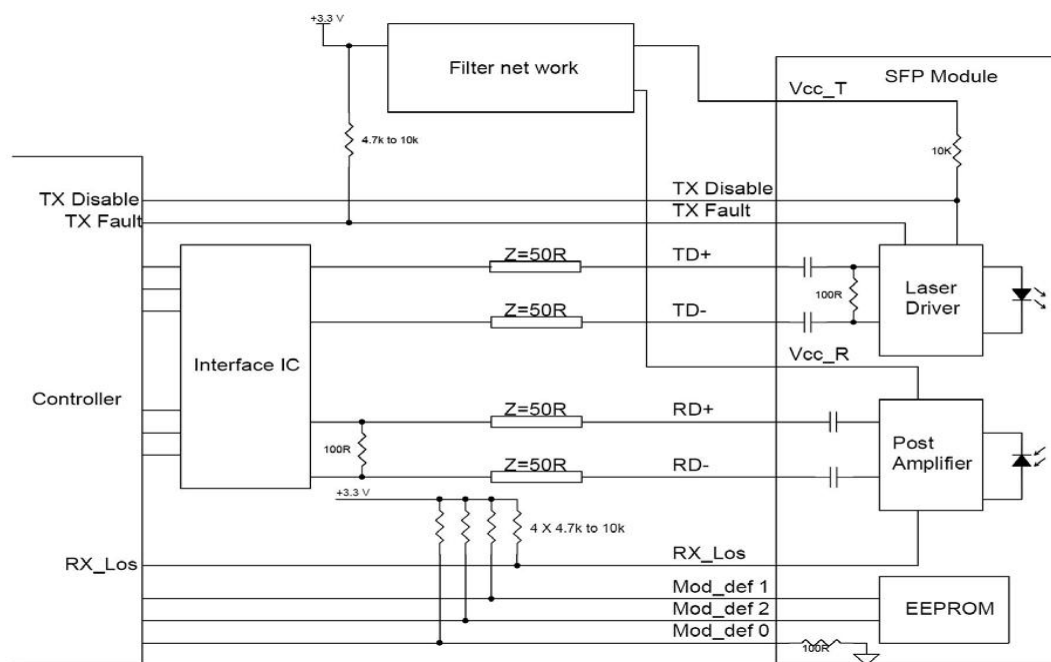 +3.3 V
Filter net work
SFP Module
Vcc_T
4.7k to 10k
10K
TX Disable
TX Disable
TX Fault
TX Fault
Z=50R
TD+
100R
Laser
Driver
Z=50R
TD-
Interface IC
Vcc_R
Controller
Z=50R
RD+
100R
Post
Amplifier
Z=50R
RD-
+3.3 V
4 X 4.7k to 10k
RX_Los
RX_Los
Mod_def 1
Mod_def 2
EEPROM
Mod_def 0
100R